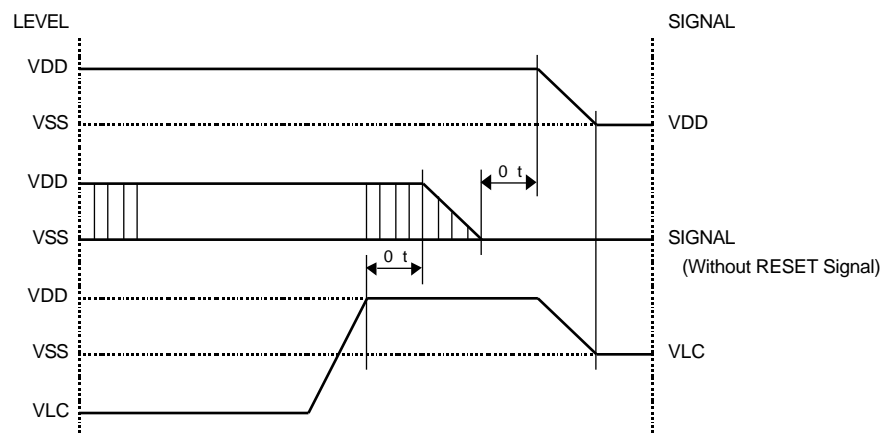 LEVEL SIGNAL
VDD
VSS VDD
VDD 0 t
VSS SIGNAL
(Without RESET Signal)
0 t
VDD
VSS VLC
VLC